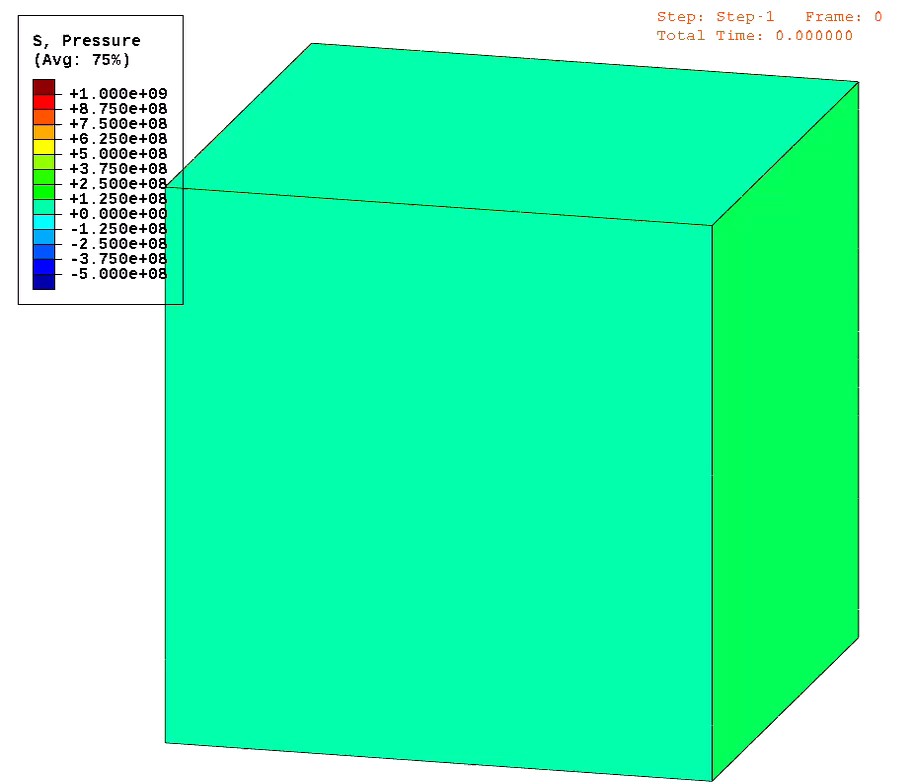 S, Pressure
(Avg: 75%)
+1.000e+09
+8.750e+08
+7.500e+08
+6.250e+08
+5.000e+08
+3.750e+08
+2.500e+08
+1.250e+08
+0.000e+00
-1.250e+08
-2.500e+08
-3.750e+08
-5.000e+08
Step: Step-1 Frame: 0
Total Time: 0.000000